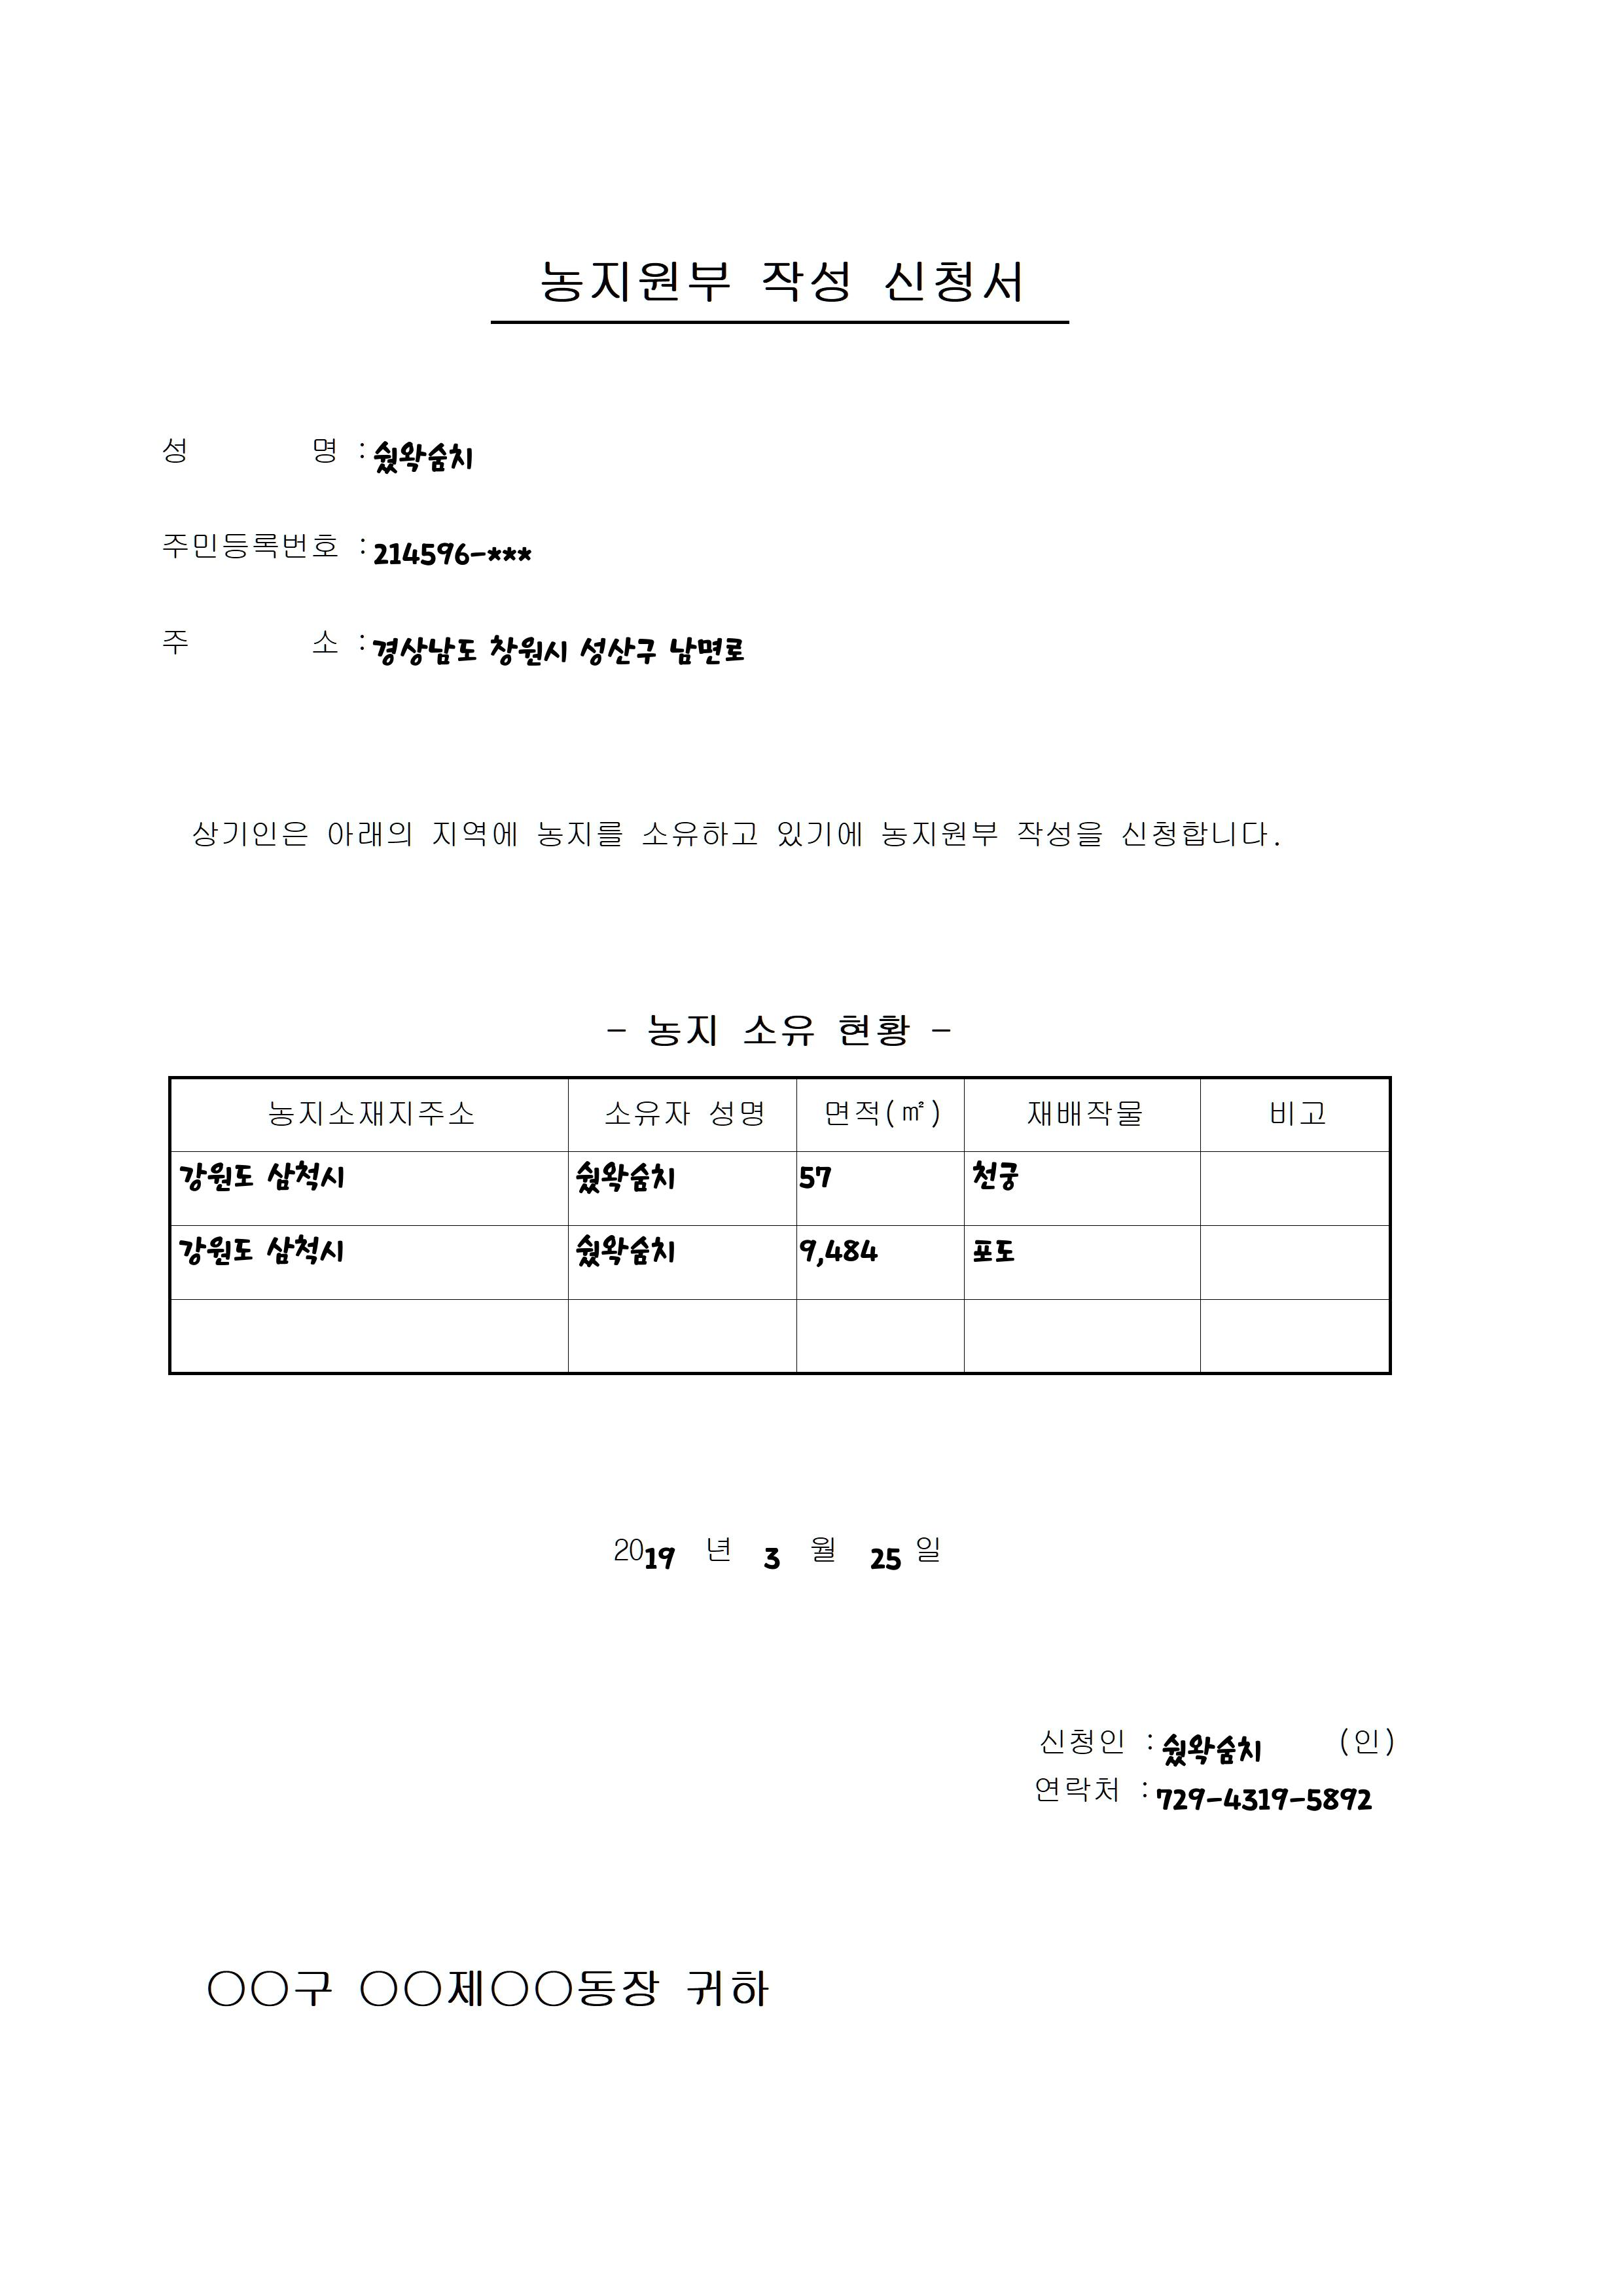 농지원부 작성 신청서
성 명 : 쉾왁숨치
주민등록번호 : 214596-***
주 소 : 경상남도 창원시 성산구 남면로
상기인은 아래의 지역에 농지를 소유하고 있기에 농지원부 작성을 신청합니다.
- 농지 소유 현황 -
농지소재지주소 소유자 성명 면적(㎡) 재배작물 비고
강원도 삼척시 쉾왁숨치 57 천궁
강원도 삼척시 쉾왁숨치 9,484 포도
2019 년 3 월 25 일
신청인 : 쉾왁숨치 (인)
연락처 : 729-4319-5892
○○구 ○○제○○동장 귀하